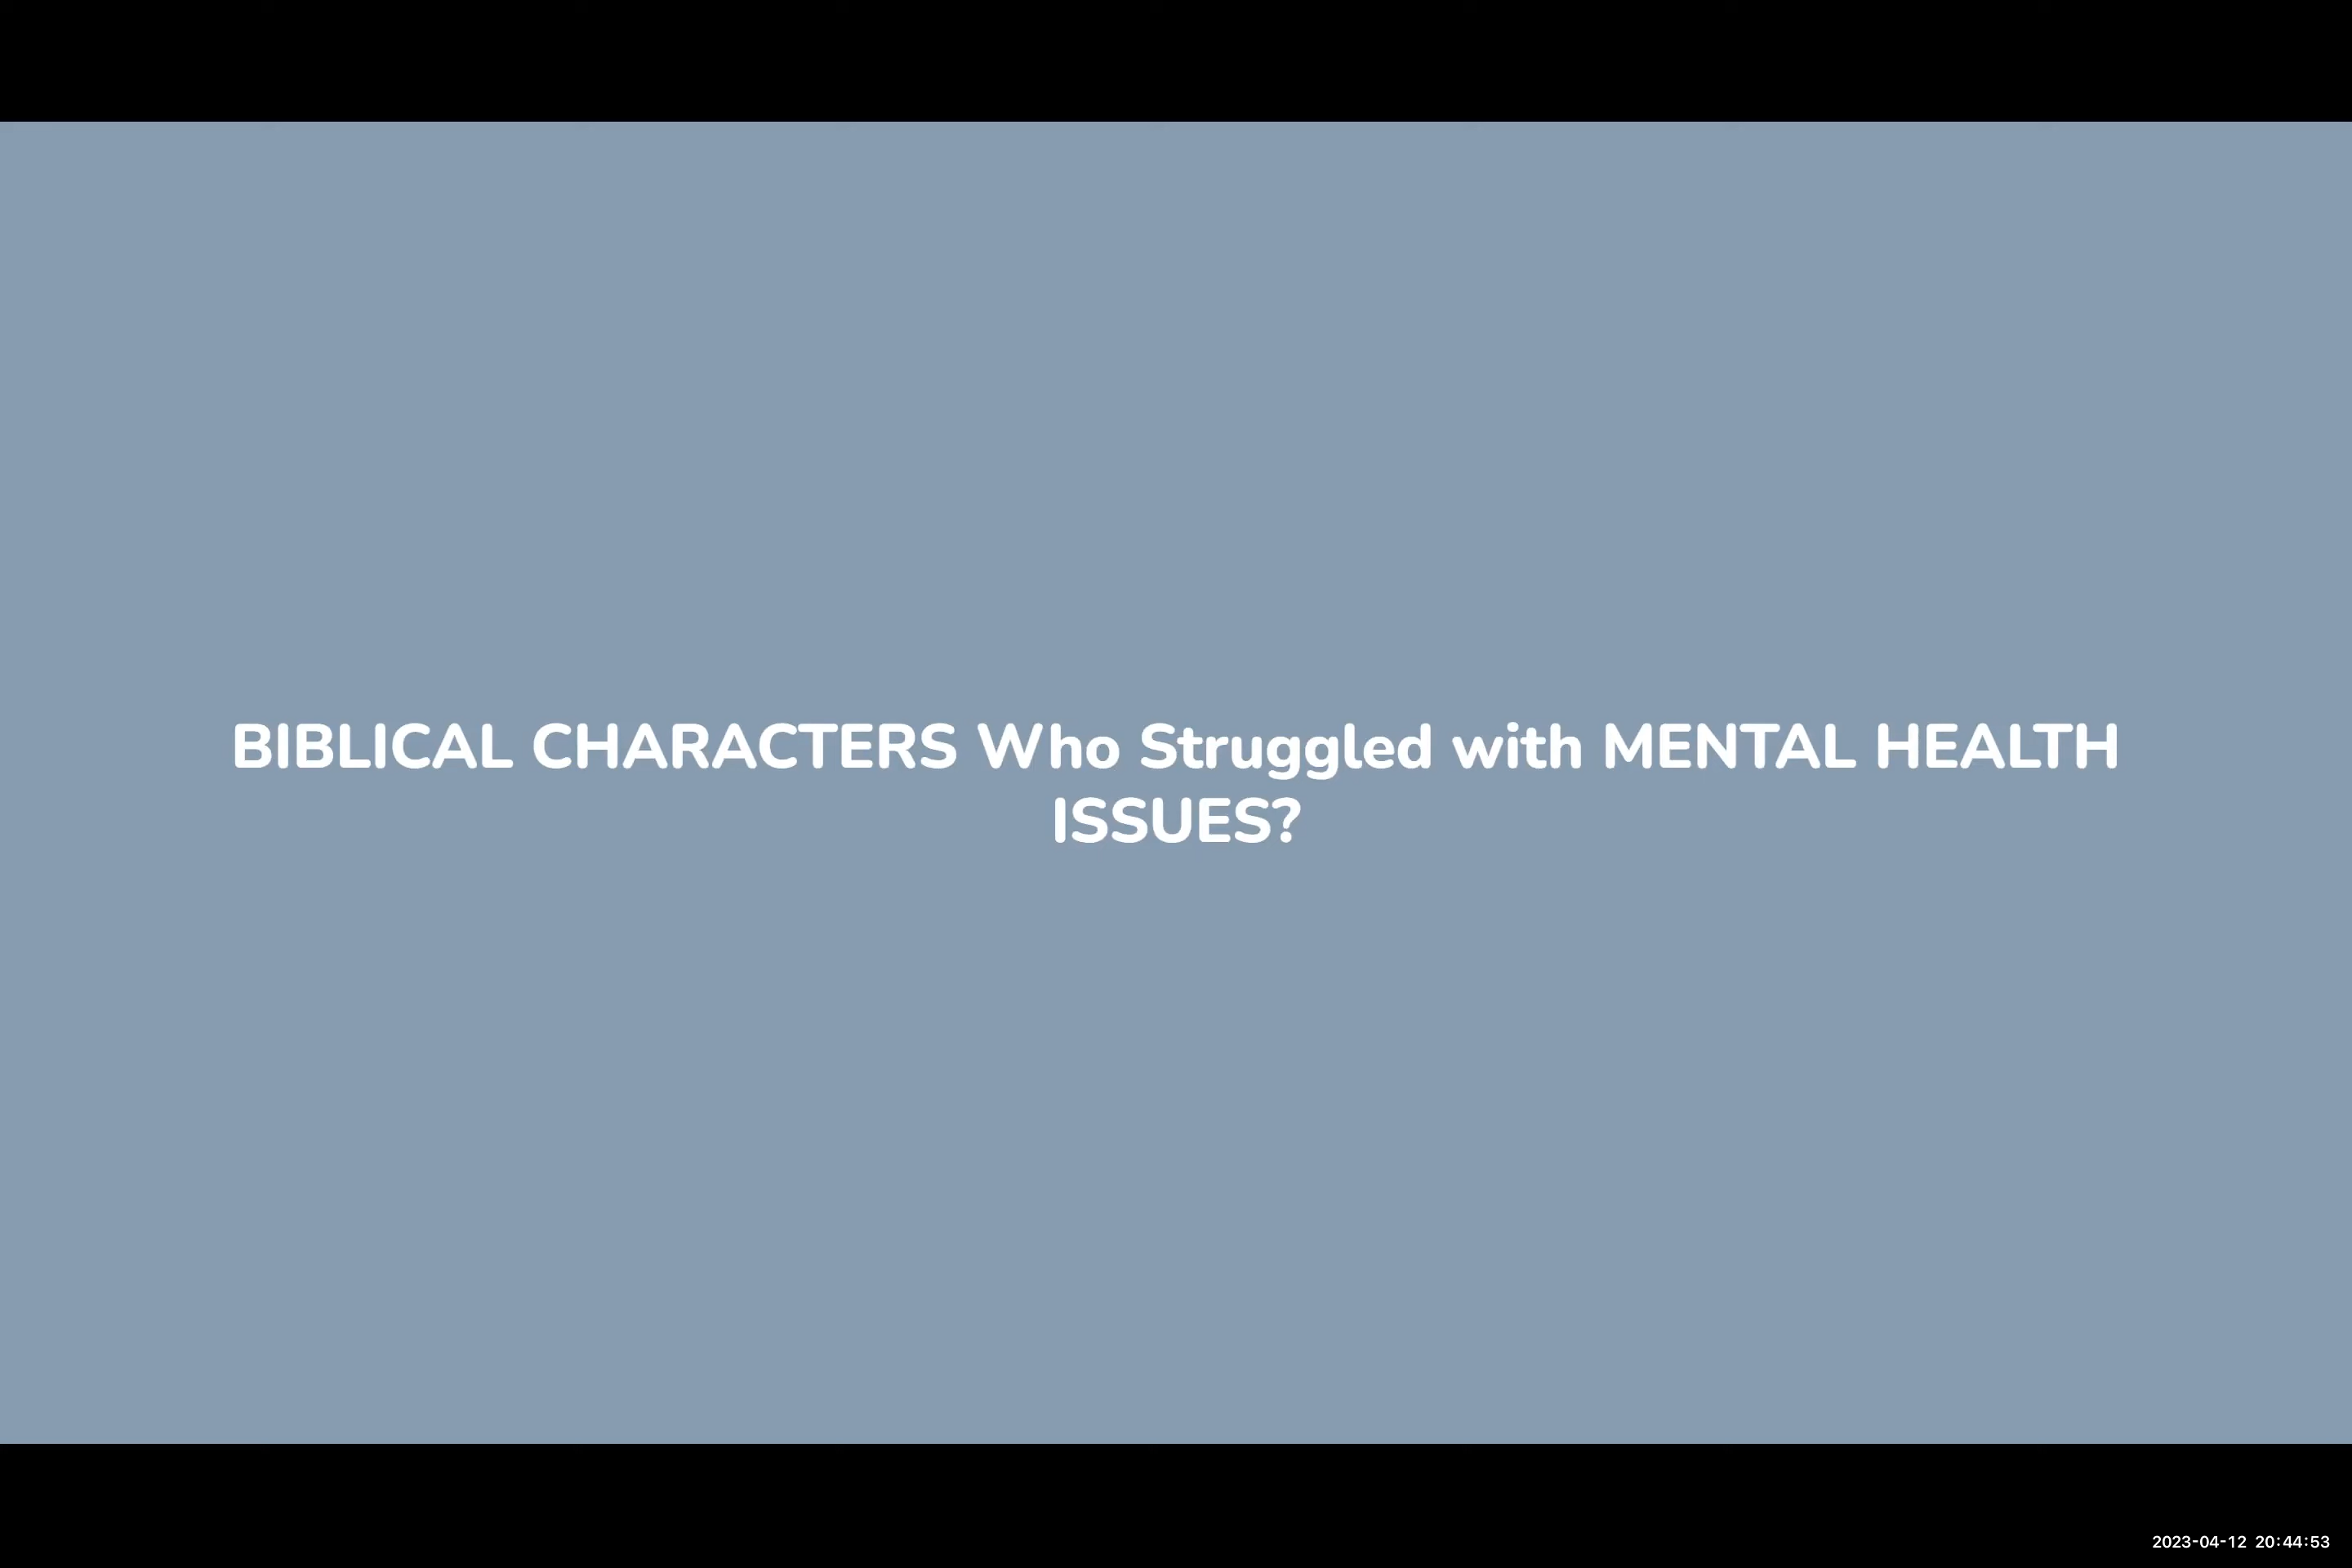 BIBLICAL CHARACTERS Who Struggled with MENTAL HEALTH
ISSUES?
2023-04-12 20:44:53